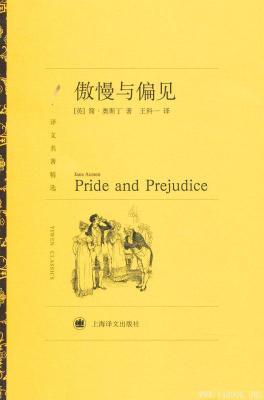 傲慢与偏见
[英] 简·奥斯丁 著　王科一 译
译文名著精选
YIWEN CLASSICS
Jane Austen
Pride and Prejudice
上海译文出版社